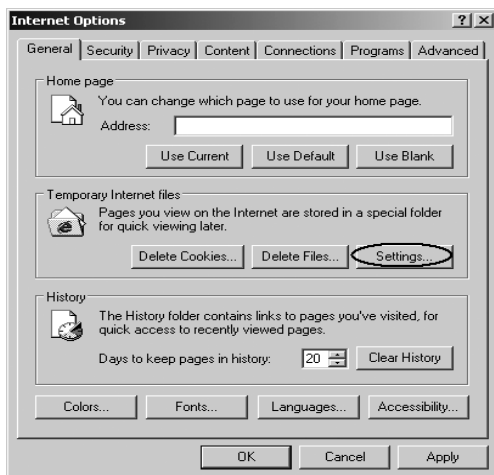 Internet Options
General Security Privacy Content Connections Programs Advanced
Home page
You can change which page to use for your home page.
Address:
Use Current Use Default Use Blank
Temporary Internet files
Pages you view on the Internet are stored in a special folder
for quick viewing later.
Delete Cookies... Delete Files... Settings...
History
The History folder contains links to pages you've visited, for
quick access to recently viewed pages.
Days to keep pages in history: 20 Clear History
Colors... Fonts... Languages... Accessibility...
OK Cancel Apply